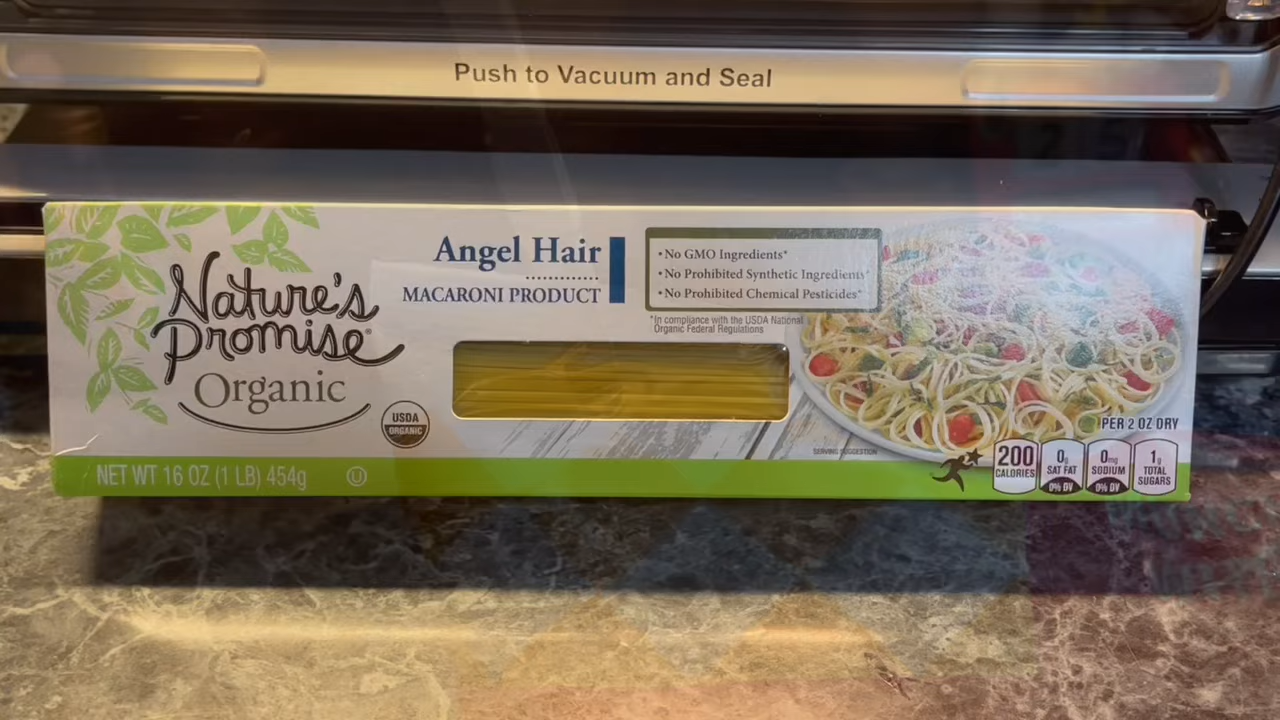 Push to Vacuum and Seal
Nature's
Promise®
Organic
USDA
ORGANIC
NET WT 16 OZ (1 LB) 454g
U
Angel Hair
MACARONI PRODUCT
• No GMO Ingredients*
• No Prohibited Synthetic Ingredients*
• No Prohibited Chemical Pesticides*
*In compliance with the USDA National
Organic Federal Regulations
SERVING SUGGESTION
PER 2 OZ DRY
200
CALORIES
0g
SAT FAT
0% DV
0mg
SODIUM
0% DV
1g
TOTAL
SUGARS